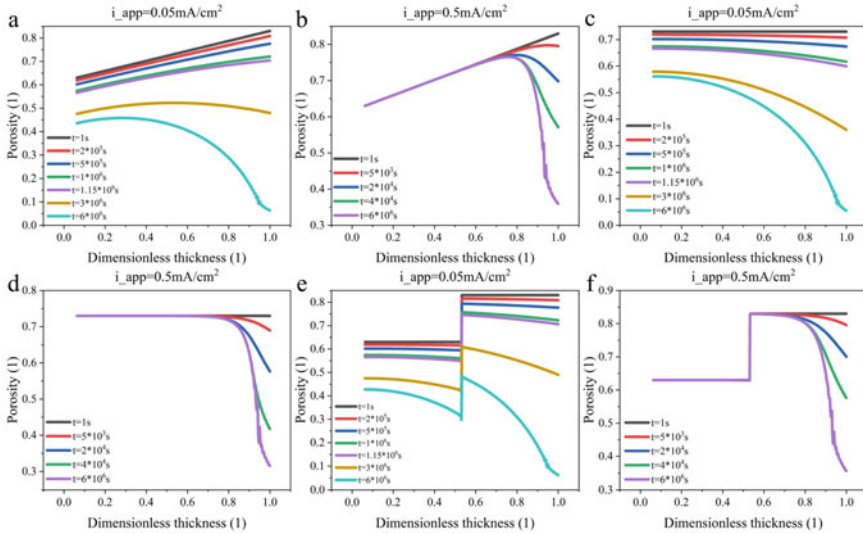 a
i_app=0.05mA/cm²
Porosity (1)
0.9
0.8
0.7
0.6
0.5
0.4
0.3
0.2
0.1
0.0
t=1s
t=2*10⁵s
t=5*10⁵s
t=1*10⁶s
t=1.15*10⁶s
t=3*10⁶s
t=6*10⁶s
0.0 0.2 0.4 0.6 0.8 1.0
Dimensionless thickness (1)
b
i_app=0.5mA/cm²
Porosity (1)
0.8
0.7
0.6
0.5
0.4
0.3
t=1s
t=5*10³s
t=2*10⁴s
t=4*10⁴s
t=6*10⁶s
0.0 0.2 0.4 0.6 0.8 1.0
Dimensionless thickness (1)
c
i_app=0.05mA/cm²
Porosity (1)
0.7
0.6
0.5
0.4
0.3
0.2
0.1
0.0
t=1s
t=2*10⁵s
t=5*10⁵s
t=1*10⁶s
t=1.15*10⁶s
t=3*10⁶s
t=6*10⁶s
0.0 0.2 0.4 0.6 0.8 1.0
Dimensionless thickness (1)
d
i_app=0.5mA/cm²
Porosity (1)
0.7
0.6
0.5
0.4
0.3
t=1s
t=5*10³s
t=2*10⁴s
t=4*10⁴s
t=6*10⁶s
0.0 0.2 0.4 0.6 0.8 1.0
Dimensionless thickness (1)
e
i_app=0.05mA/cm²
Porosity (1)
0.8
0.7
0.6
0.5
0.4
0.3
0.2
0.1
0.0
t=1s
t=2*10⁵s
t=5*10⁵s
t=1*10⁶s
t=1.15*10⁶s
t=3*10⁶s
t=6*10⁶s
0.0 0.2 0.4 0.6 0.8 1.0
Dimensionless thickness (1)
f
i_app=0.5mA/cm²
Porosity (1)
0.9
0.8
0.7
0.6
0.5
0.4
0.3
t=1s
t=5*10³s
t=2*10⁴s
t=4*10⁴s
t=6*10⁶s
0.0 0.2 0.4 0.6 0.8 1.0
Dimensionless thickness (1)